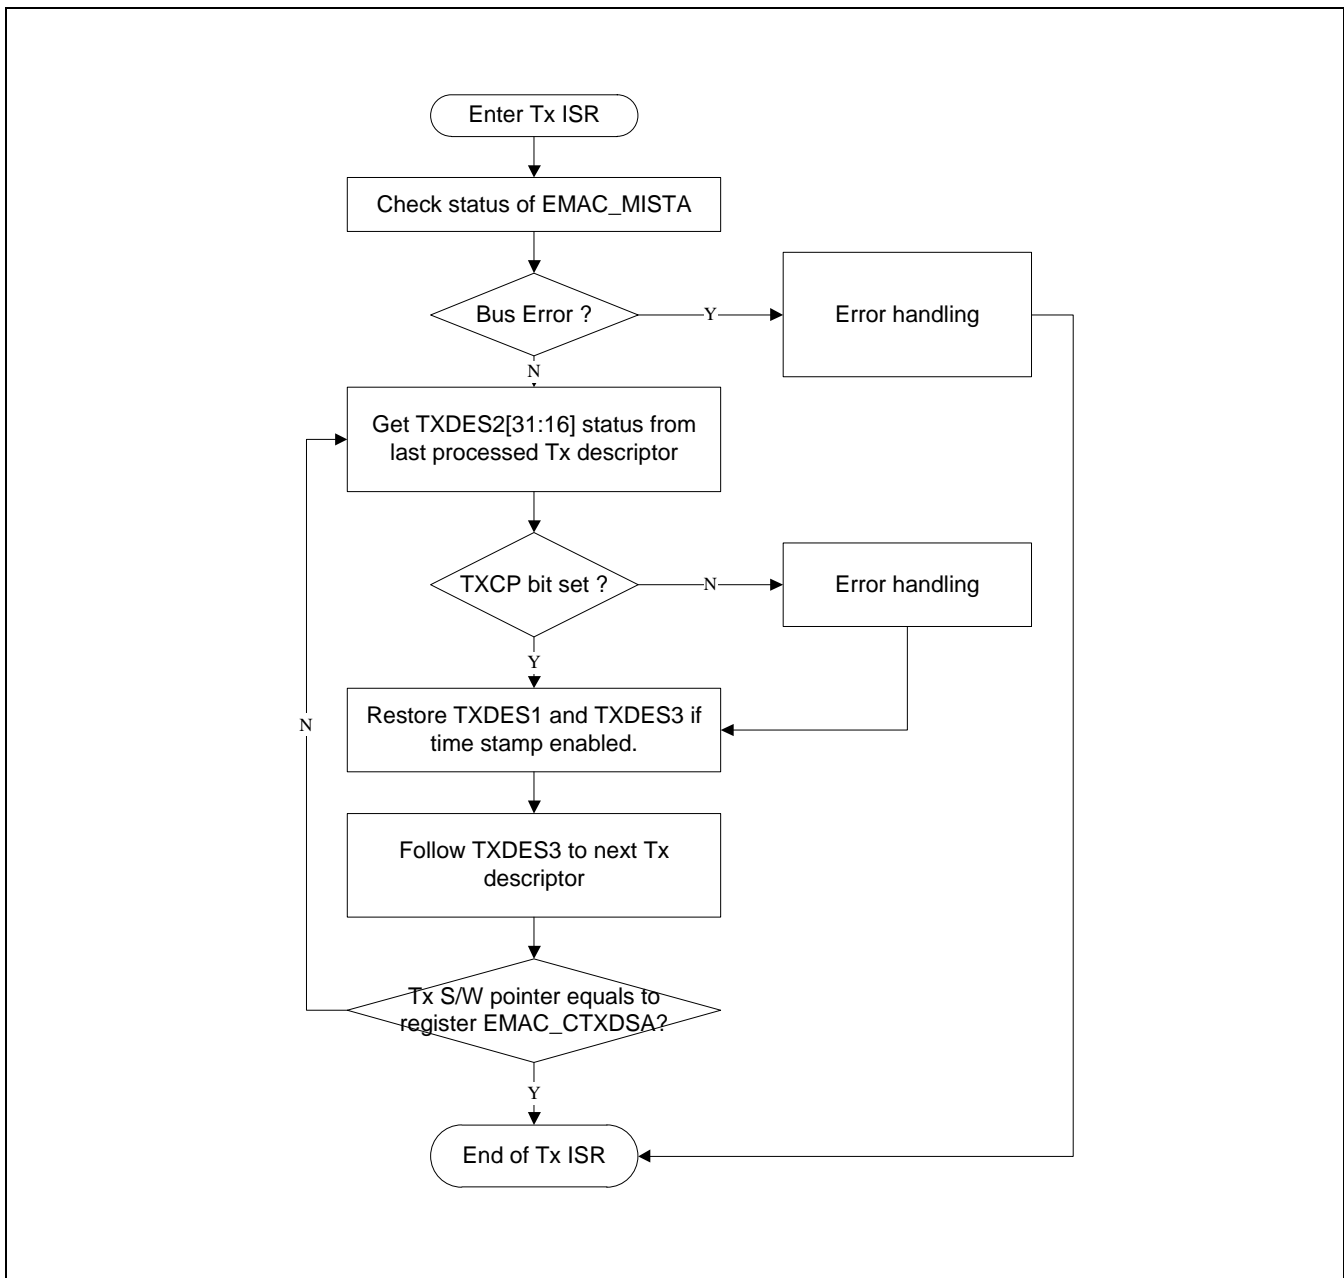 Enter Tx ISR
Check status of EMAC_MISTA
Bus Error ?
Y
Error handling
N
Get TXDES2[31:16] status from
last processed Tx descriptor
TXCP bit set ?
N
Error handling
Y
Restore TXDES1 and TXDES3 if
time stamp enabled.
N
Follow TXDES3 to next Tx
descriptor
Tx S/W pointer equals to
register EMAC_CTXDSA?
Y
End of Tx ISR